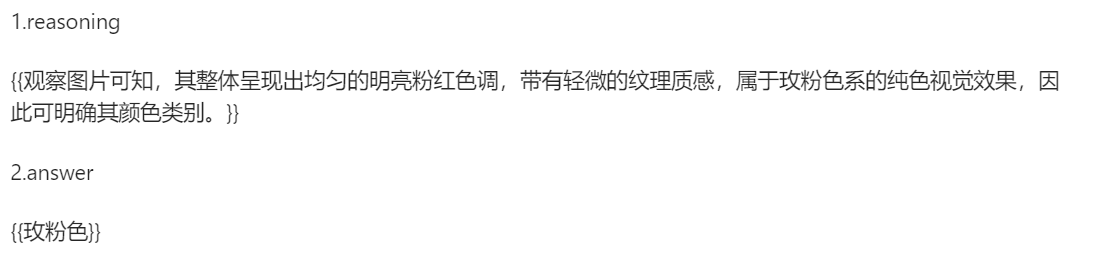 1.reasoning
{{观察图片可知，其整体呈现出均匀的明亮粉红色调，带有轻微的纹理质感，属于玫粉色系的纯色视觉效果，因
此可明确其颜色类别。}}
2.answer
{{玫粉色}}